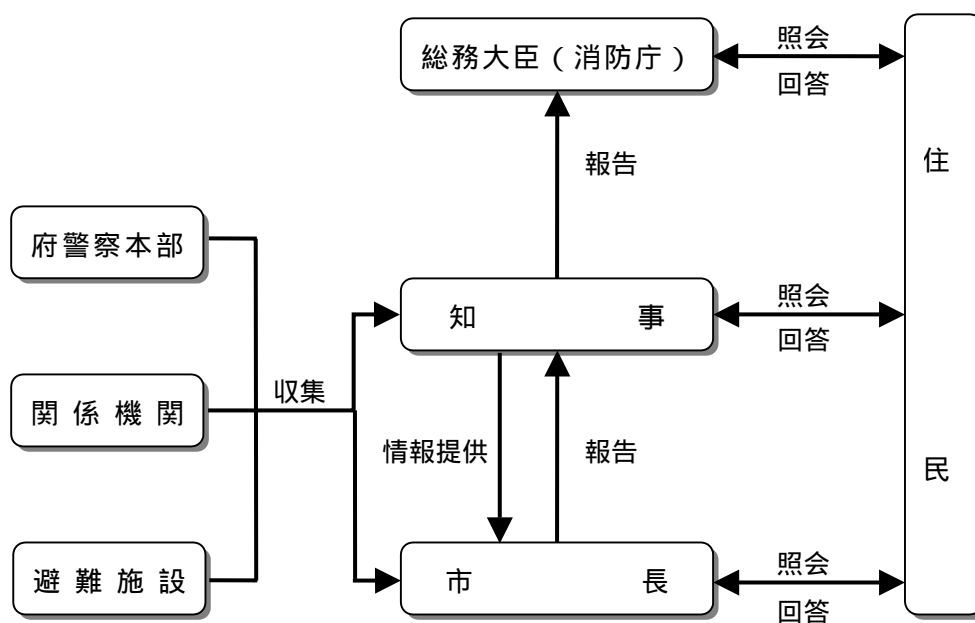 総務大臣（消防庁）
照会
回答
住民
報告
府警察本部
知事
照会
回答
関係機関
収集
情報提供
報告
避難施設
市長
照会
回答